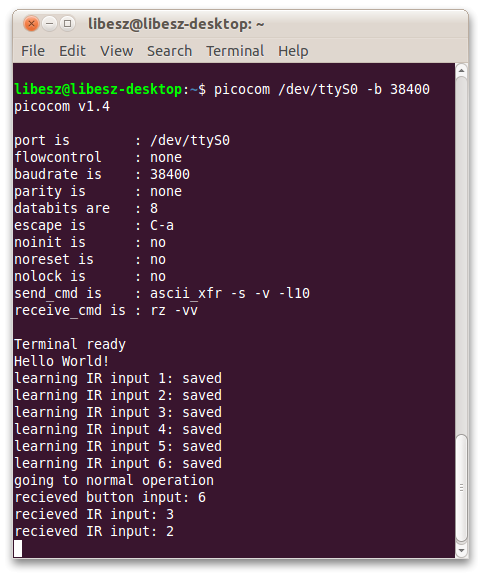 libesz@libesz-desktop: ~
File Edit View Search Terminal Help
libesz@libesz-desktop:~$ picocom /dev/ttyS0 -b 38400
picocom v1.4
port is        : /dev/ttyS0
flowcontrol    : none
baudrate is    : 38400
parity is      : none
databits are   : 8
escape is      : C-a
noinit is      : no
noreset is     : no
nolock is      : no
send_cmd is    : ascii_xfr -s -v -l10
receive_cmd is : rz -vv
Terminal ready
Hello World!
learning IR input 1: saved
learning IR input 2: saved
learning IR input 3: saved
learning IR input 4: saved
learning IR input 5: saved
learning IR input 6: saved
going to normal operation
recieved button input: 6
recieved IR input: 3
recieved IR input: 2